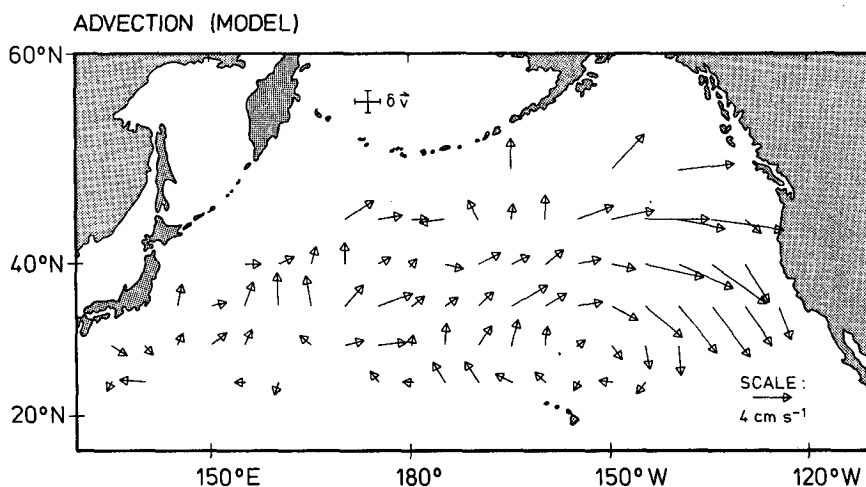 ADVECTION (MODEL)
60°N
δv⃗
40°N
SCALE:
4 cm s⁻¹
20°N
150°E 180° 150°W 120°W